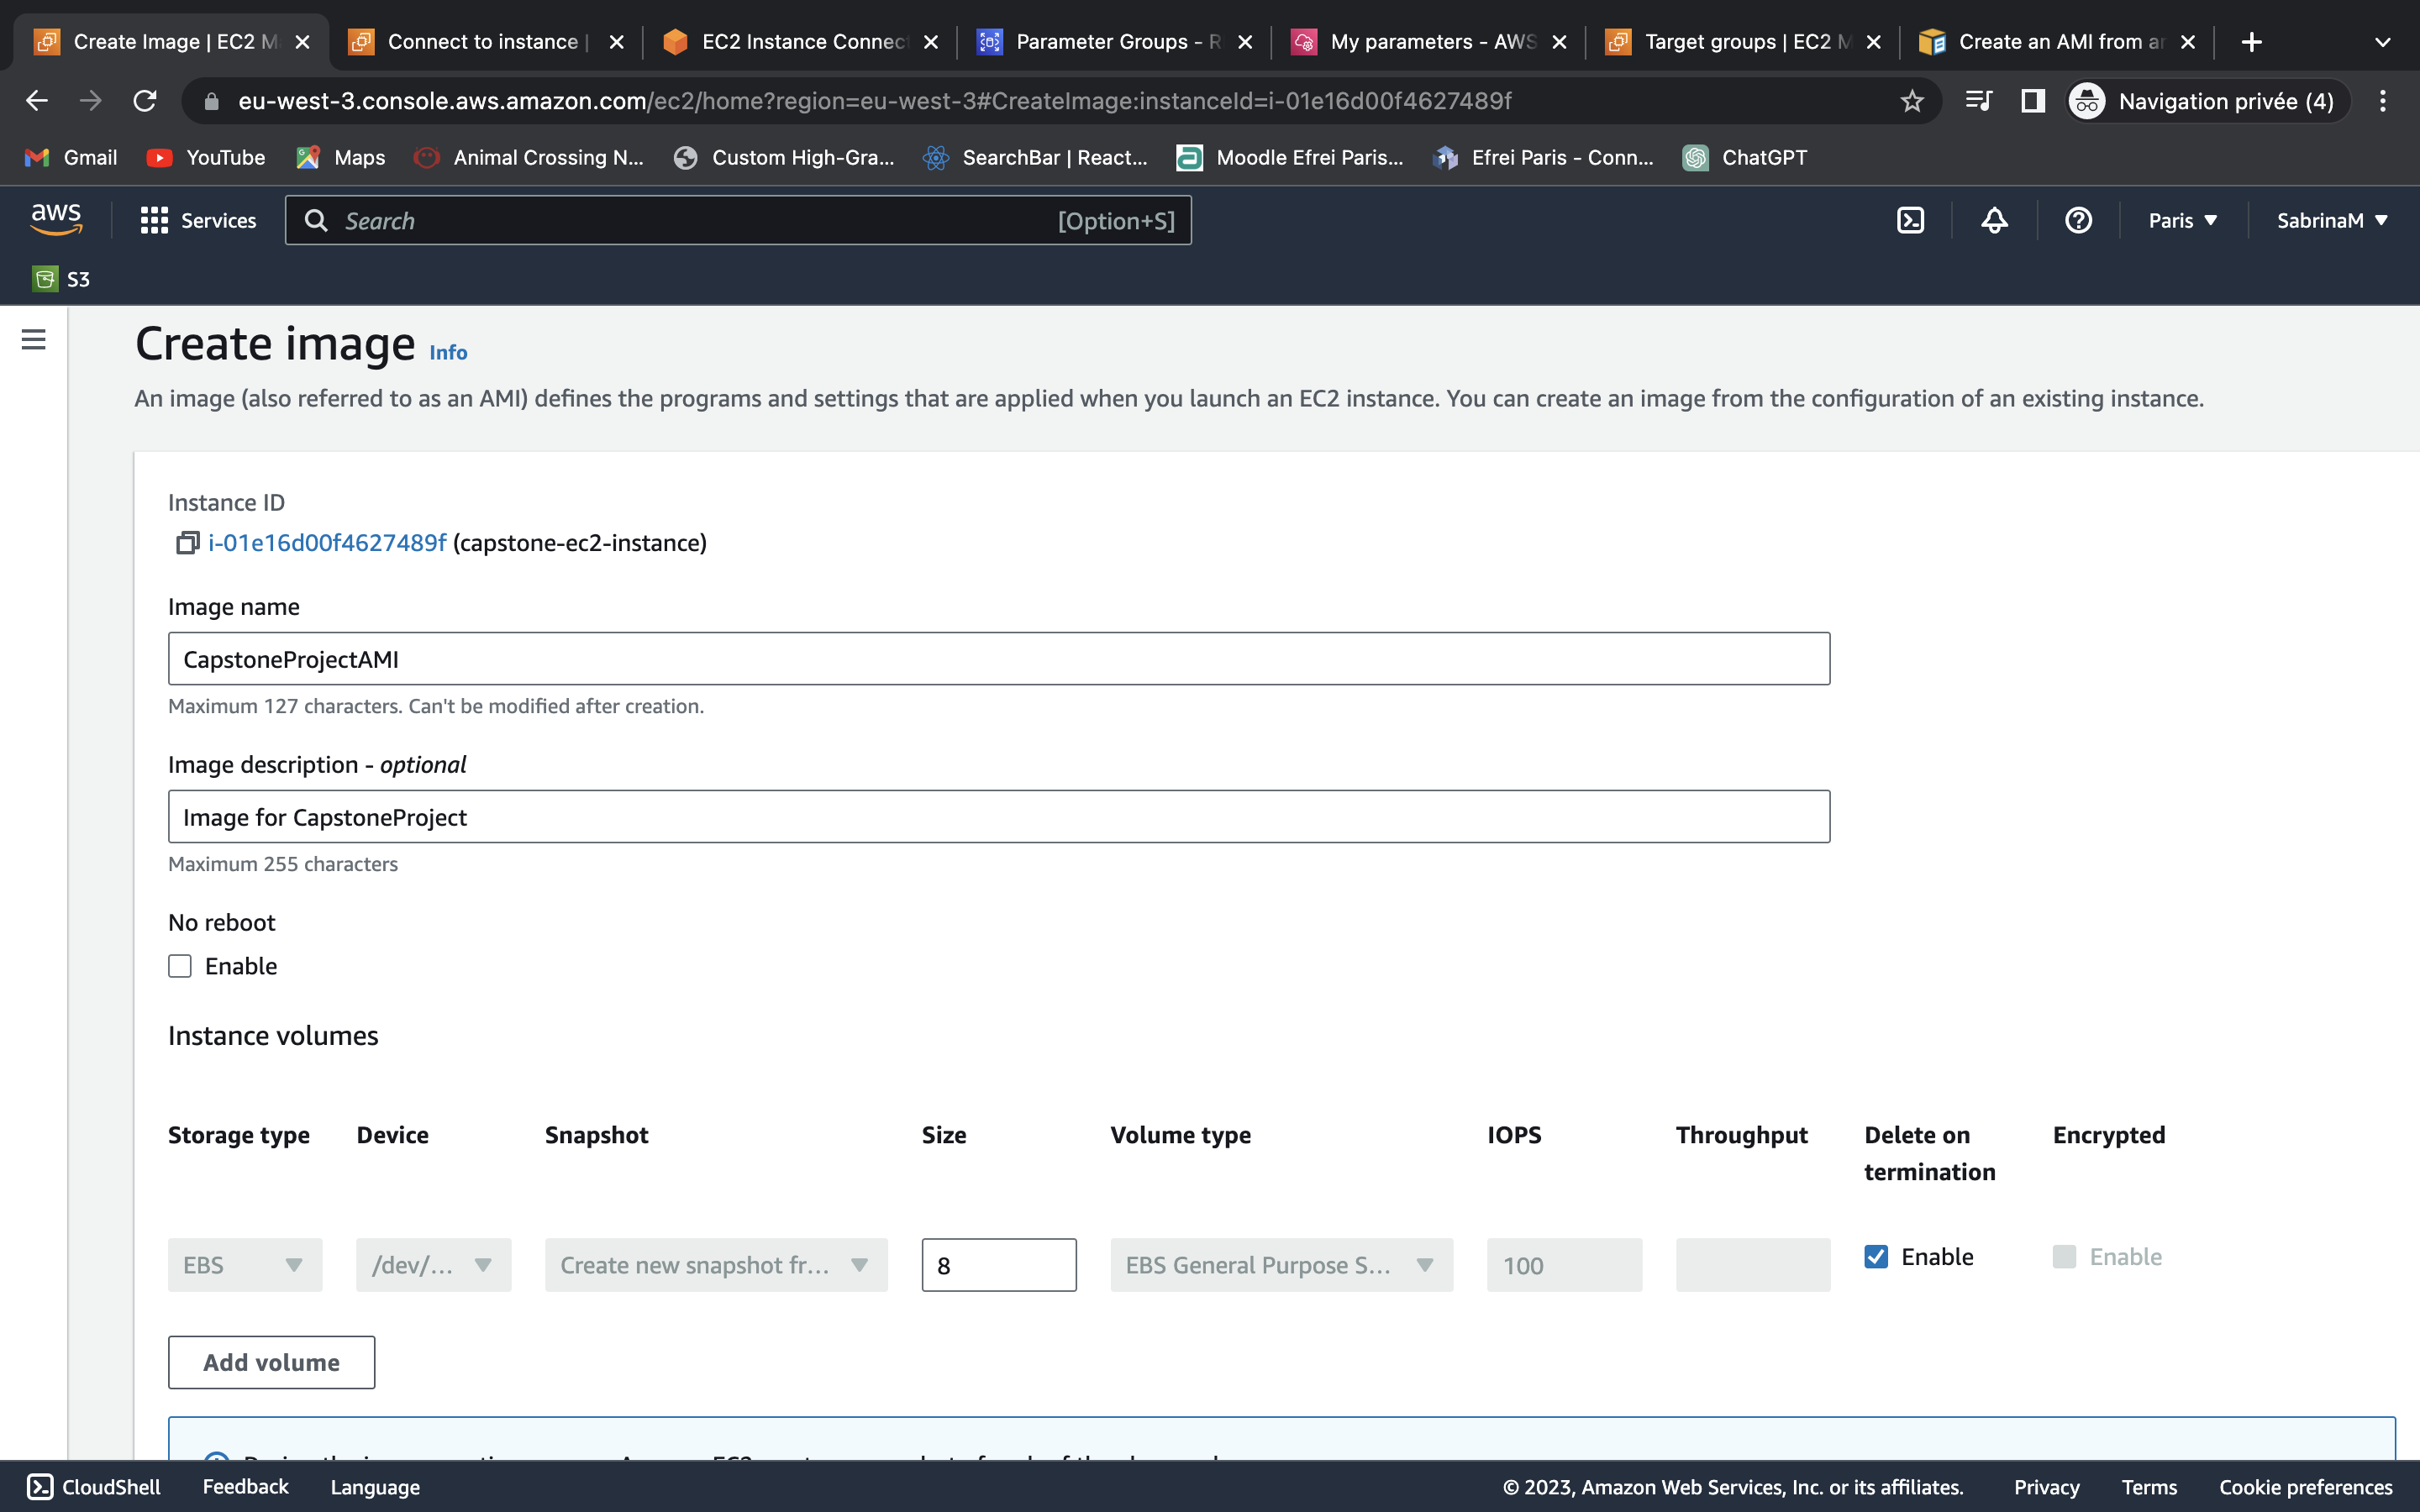 Create Image | EC2 M
Connect to instance |
EC2 Instance Connec
Parameter Groups - R
My parameters - AWS
Target groups | EC2 M
Create an AMI from ar
eu-west-3.console.aws.amazon.com/ec2/home?region=eu-west-3#CreateImage:instanceId=i-01e16d00f4627489f
Navigation privée (4)
Gmail
YouTube
Maps
Animal Crossing N...
Custom High-Gra...
SearchBar | React...
Moodle Efrei Paris...
Efrei Paris - Conn...
ChatGPT
aws
Services
Search
[Option+S]
Paris
SabrinaM
S3
Create image Info
An image (also referred to as an AMI) defines the programs and settings that are applied when you launch an EC2 instance. You can create an image from the configuration of an existing instance.
Instance ID
i-01e16d00f4627489f (capstone-ec2-instance)
Image name
CapstoneProjectAMI
Maximum 127 characters. Can't be modified after creation.
Image description - optional
Image for CapstoneProject
Maximum 255 characters
No reboot
Enable
Instance volumes
Storage type
Device
Snapshot
Size
Volume type
IOPS
Throughput
Delete on
termination
Encrypted
EBS
/dev/...
Create new snapshot fr...
8
EBS General Purpose S...
100
Enable
Enable
Add volume
CloudShell
Feedback
Language
© 2023, Amazon Web Services, Inc. or its affiliates.
Privacy
Terms
Cookie preferences